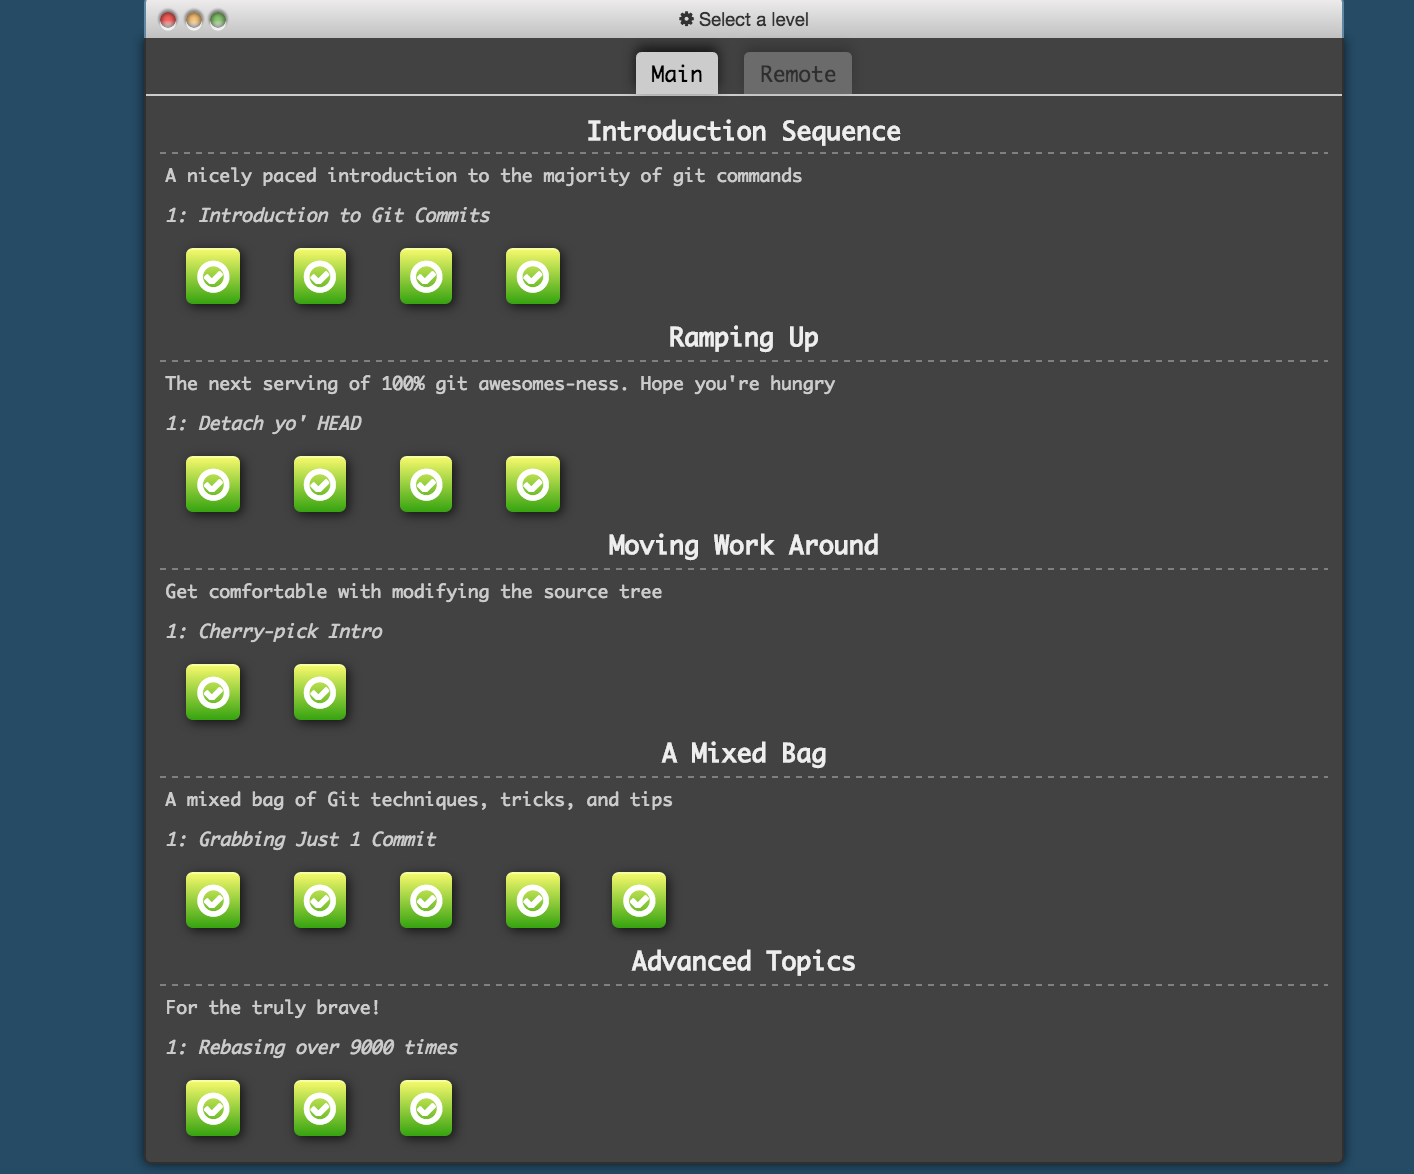 Select a level
Main
Remote
Introduction Sequence
A nicely paced introduction to the majority of git commands
1: Introduction to Git Commits
Ramping Up
The next serving of 100% git awesomes-ness. Hope you're hungry
1: Detach yo' HEAD
Moving Work Around
Get comfortable with modifying the source tree
1: Cherry-pick Intro
A Mixed Bag
A mixed bag of Git techniques, tricks, and tips
1: Grabbing Just 1 Commit
Advanced Topics
For the truly brave!
1: Rebasing over 9000 times